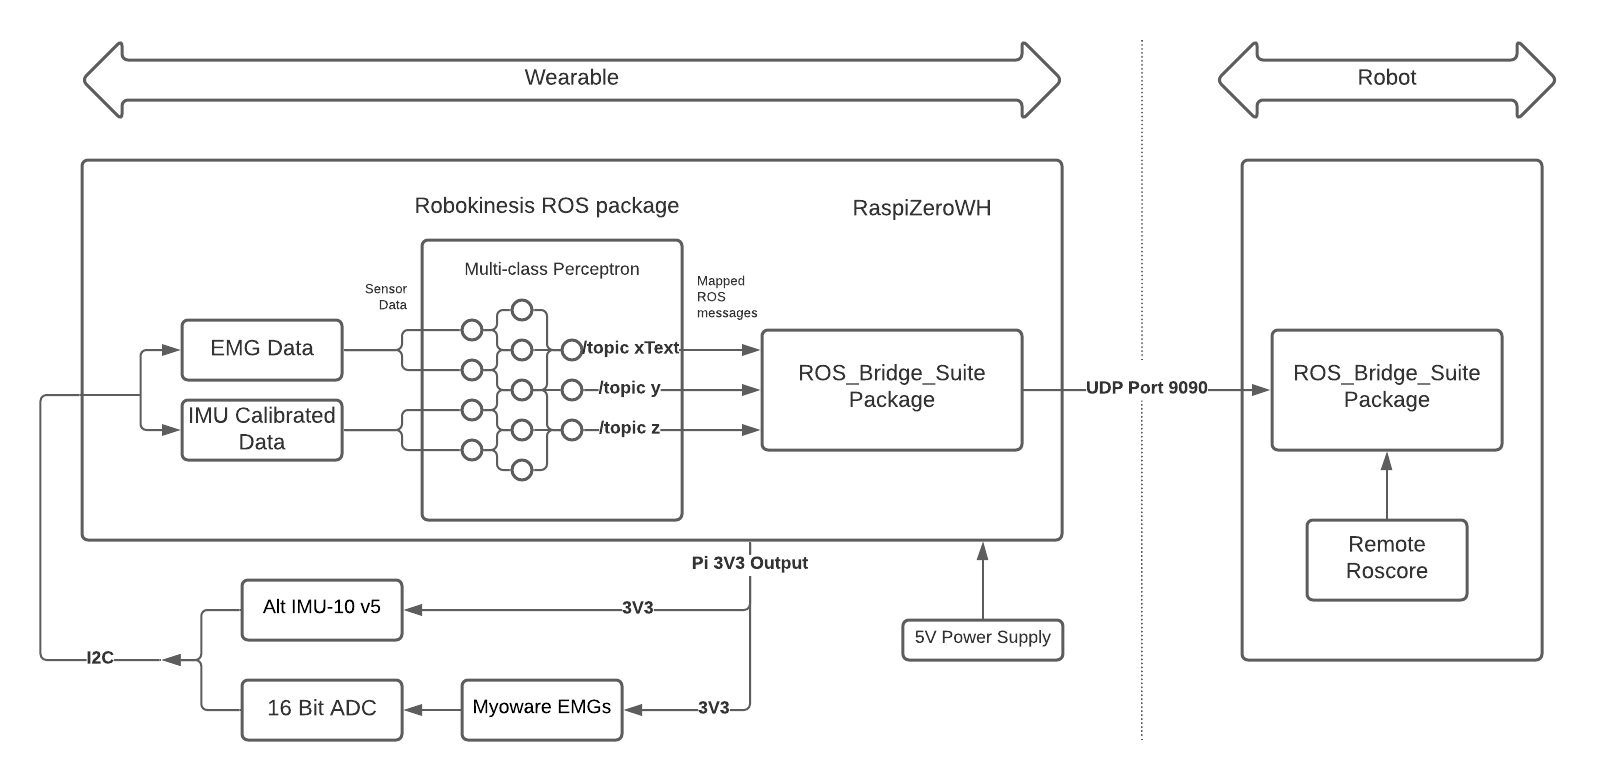 Wearable
Robot
Robokinesis ROS package
RaspiZeroWH
Multi-class Perceptron
Sensor
Data
Mapped
ROS
messages
EMG Data
IMU Calibrated
Data
/topic xText
/topic y
/topic z
ROS_Bridge_Suite
Package
UDP Port 9090
ROS_Bridge_Suite
Package
Remote
Roscore
Pi 3V3 Output
Alt IMU-10 v5
3V3
5V Power Supply
I2C
16 Bit ADC
Myoware EMGs
3V3